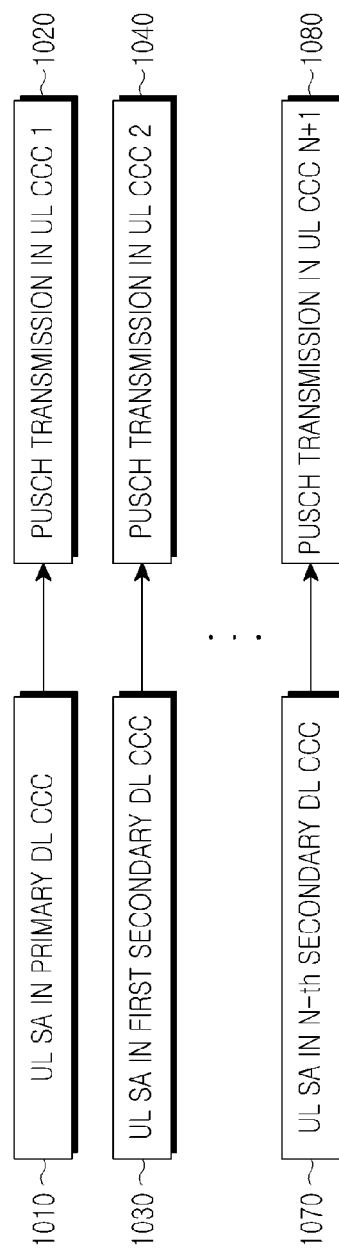 1010
UL SA IN PRIMARY DL CCC
PUSCH TRANSMISSION IN UL CCC 1
1020
1030
UL SA IN FIRST SECONDARY DL CCC
PUSCH TRANSMISSION IN UL CCC 2
1040
. . .
1070
UL SA IN N-th SECONDARY DL CCC
PUSCH TRANSMISSION IN UL CCC N+1
1080